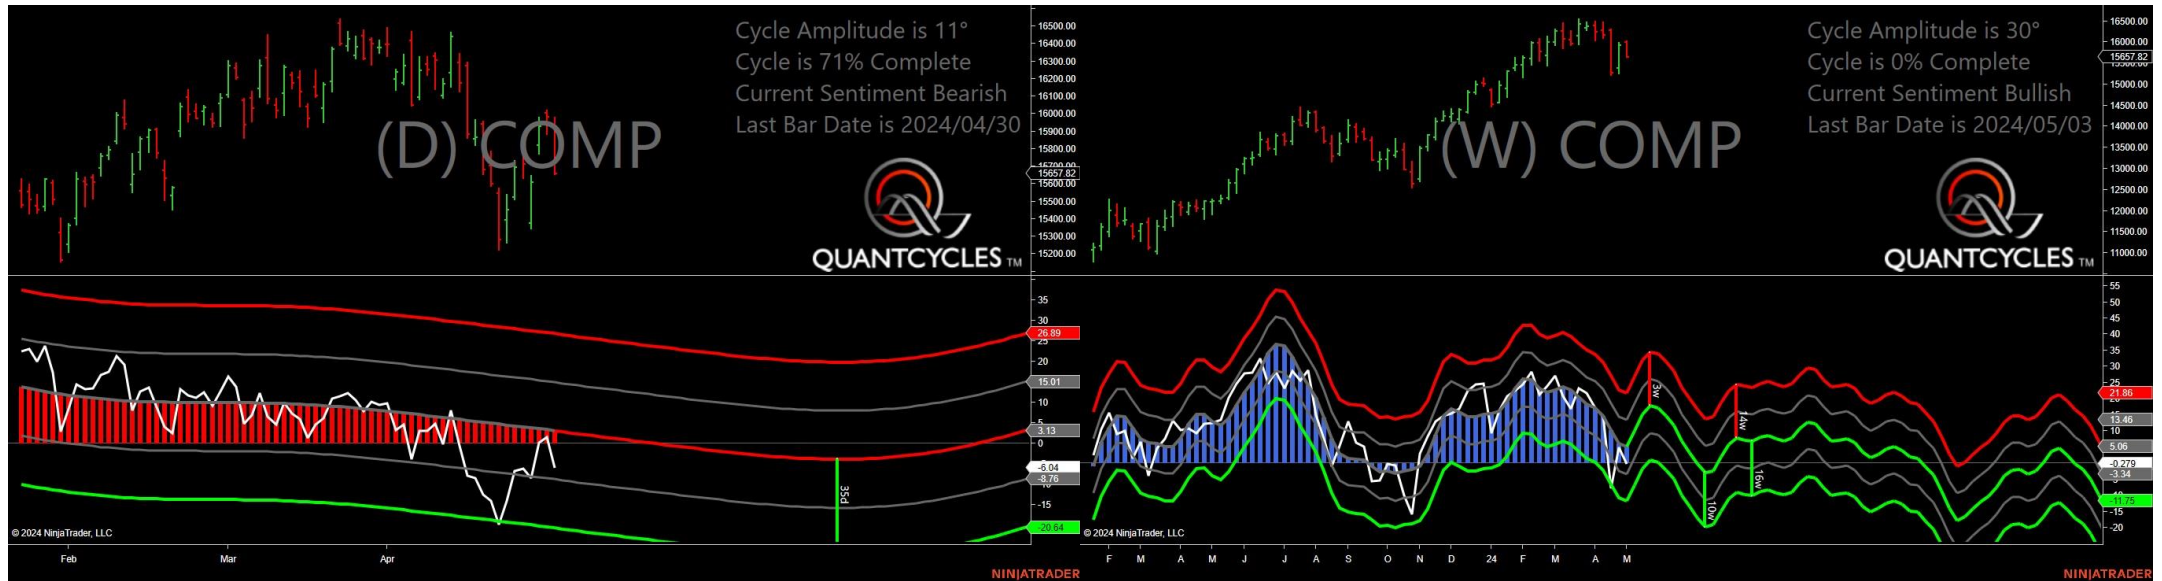 Cycle Amplitude is 11°
Cycle is 71% Complete
Current Sentiment Bearish
Last Bar Date is 2024/04/30
(D) COMP
QUANTCYCLES TM
16500.00
16400.00
16300.00
16200.00
16100.00
16000.00
15900.00
15800.00
15700.00
15657.82
15600.00
15500.00
15400.00
15300.00
15200.00
35
30
26.89
25
20
15.01
10
5
3.13
0
-6.04
-8.76
-15
-20.64
35d
© 2024 NinjaTrader, LLC
Feb Mar Apr
NINJATRADER
Cycle Amplitude is 30°
Cycle is 0% Complete
Current Sentiment Bullish
Last Bar Date is 2024/05/03
(W) COMP
QUANTCYCLES TM
16500.00
16000.00
15657.82
15500.00
15000.00
14500.00
14000.00
13500.00
13000.00
12500.00
12000.00
11500.00
11000.00
55
50
45
40
35
30
25
21.86
13.46
10
5.06
-0.279
-3.34
-11.75
-15
-20
3w
14w
10w
16w
© 2024 NinjaTrader, LLC
F M A M J J A S O N D 24 F M A M
NINJATRADER